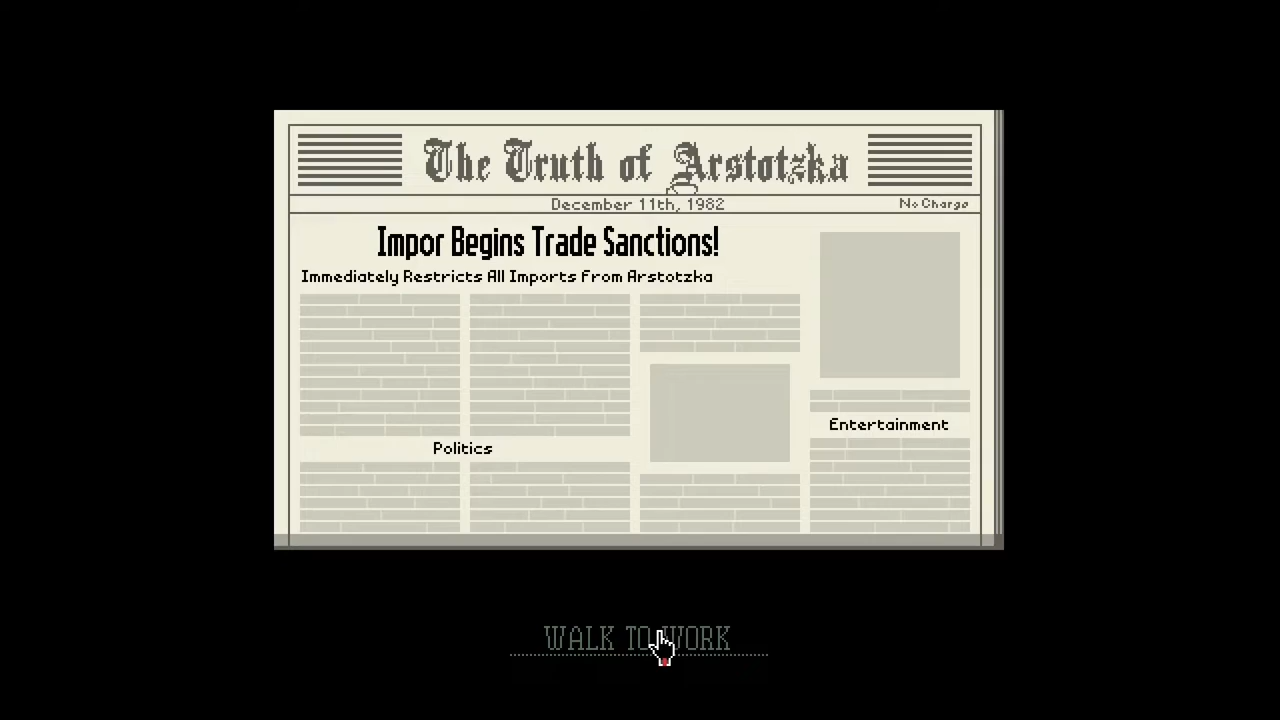 The Truth of Arstotzka
December 11th, 1982
No Charge
Impor Begins Trade Sanctions!
Immediately Restricts All Imports From Arstotzka
Politics
Entertainment
WALK TO WORK